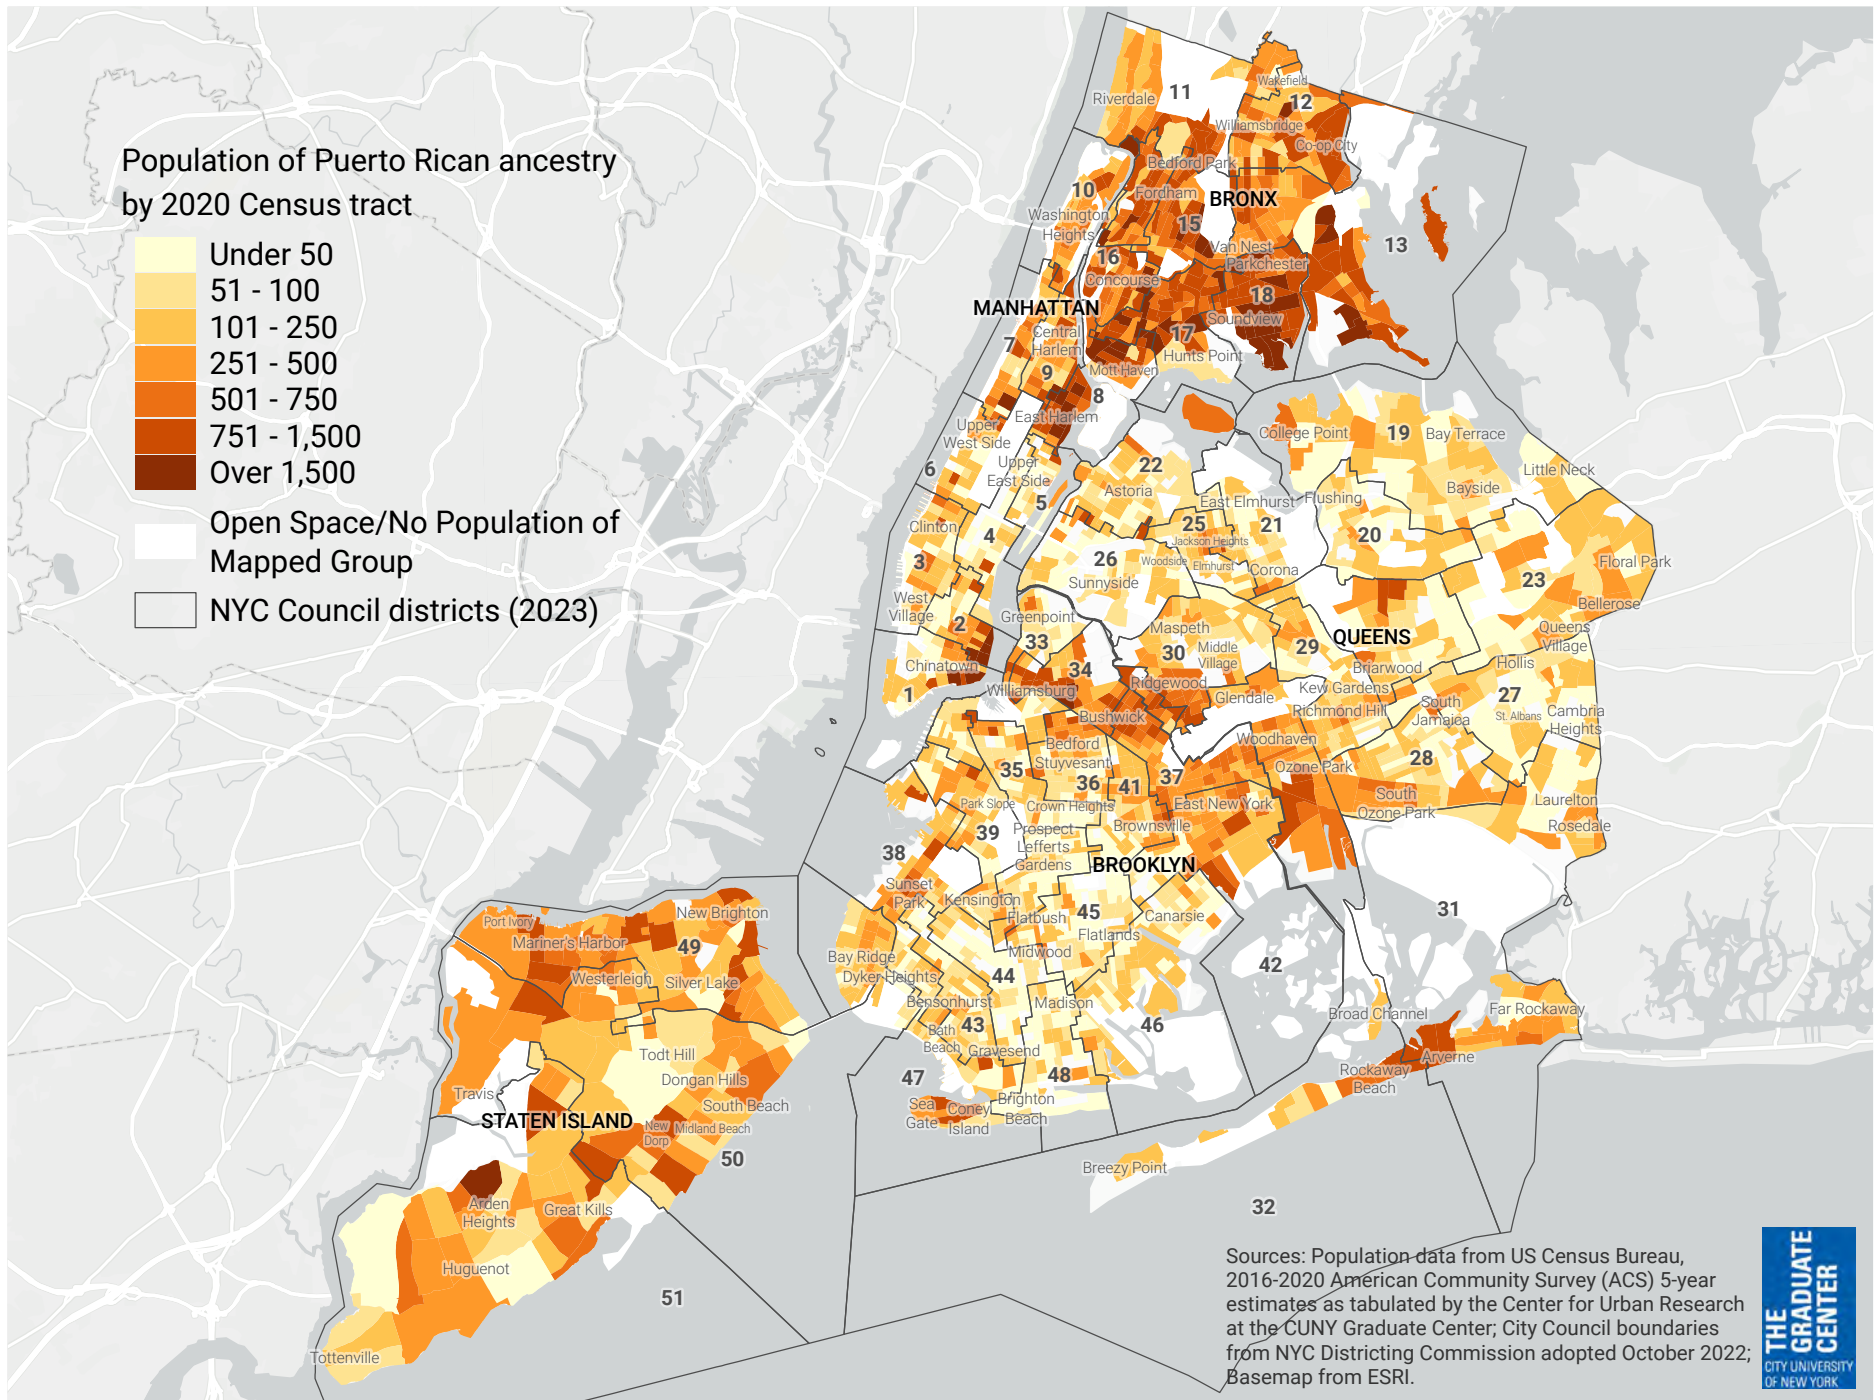 Population of Puerto Rican ancestry
by 2020 Census tract
Under 50
51 - 100
101 - 250
251 - 500
501 - 750
751 - 1,500
Over 1,500
Open Space/No Population of
Mapped Group
NYC Council districts (2023)
Wakefield
Riverdale
11
12
Williamsbridge
Co-op City
Bedford Park
10
Fordham
BRONX
Washington
Heights
15
13
Van Nest
16
Parkchester
Concourse
18
MANHATTAN
Soundview
Central
Harlem
17
7
Hunts Point
9
Mott Haven
8
East Harlem
Upper
West Side
College Point
19
Bay Terrace
6
Upper
East Side
22
Little Neck
Astoria
Bayside
5
East Elmhurst
Flushing
Clinton
25
21
4
Jackson Heights
20
3
26
Woodside
Elmhurst
Corona
Floral Park
Sunnyside
23
West
Village
Bellerose
Greenpoint
2
Maspeth
Queens
Village
33
QUEENS
29
30
Middle
Village
Chinatown
34
Briarwood
Hollis
Williamsburg
Ridgewood
Kew Gardens
1
Glendale
27
Richmond Hill
South
Jamaica
St. Albans
Cambria
Heights
Bushwick
Woodhaven
Bedford
Stuyvesant
28
35
Ozone Park
36
41
37
Park Slope
Crown Heights
East New York
South
Ozone Park
Laurelton
Rosedale
39
Prospect
Lefferts
Gardens
Brownsville
38
BROOKLYN
Sunset
Park
Kensington
31
Port Ivory
New Brighton
Flatbush
45
Canarsie
Mariner's Harbor
49
Flatlands
Bay Ridge
Midwood
42
Westerleigh
Silver Lake
Dyker Heights
44
Bensonhurst
Madison
Far Rockaway
Broad Channel
Bath
Beach
43
46
Todt Hill
Gravesend
Arverne
Dongan Hills
47
48
Rockaway
Beach
Travis
South Beach
Sea
Gate
Coney
Island
Brighton
Beach
STATEN ISLAND
New
Dorp
Midland Beach
50
Breezy Point
Arden
Heights
Great Kills
32
Huguenot
51
Tottenville
Sources: Population data from US Census Bureau,
2016-2020 American Community Survey (ACS) 5-year
estimates as tabulated by the Center for Urban Research
at the CUNY Graduate Center; City Council boundaries
from NYC Districting Commission adopted October 2022;
Basemap from ESRI.
THE
GRADUATE
CENTER
CITY UNIVERSITY
OF NEW YORK